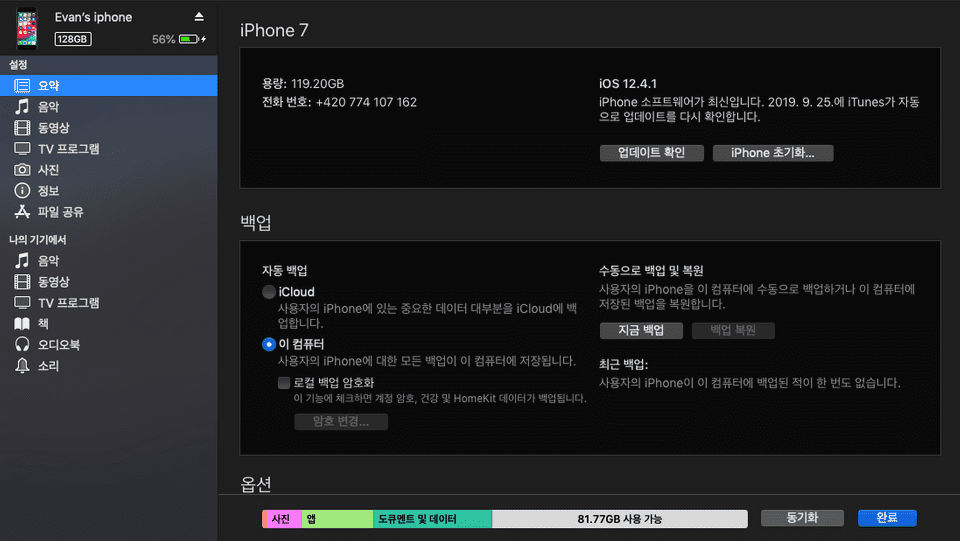 Evan's iphone
128GB
56%
설정
요약
음악
동영상
TV 프로그램
사진
정보
파일 공유
나의 기기에서
음악
동영상
TV 프로그램
책
오디오북
소리
iPhone 7
용량: 119.20GB
전화 번호: +420 774 107 162
iOS 12.4.1
iPhone 소프트웨어가 최신입니다. 2019. 9. 25.에 iTunes가 자동
으로 업데이트를 다시 확인합니다.
업데이트 확인
iPhone 초기화...
백업
자동 백업
iCloud
사용자의 iPhone에 있는 중요한 데이터 대부분을 iCloud에 백
업합니다.
이 컴퓨터
사용자의 iPhone에 대한 모든 백업이 이 컴퓨터에 저장됩니다.
로컬 백업 암호화
이 기능에 체크하면 계정 암호, 건강 및 HomeKit 데이터가 백업됩니다.
암호 변경...
수동으로 백업 및 복원
사용자의 iPhone을 이 컴퓨터에 수동으로 백업하거나 이 컴퓨터에
저장된 백업을 복원합니다.
지금 백업
백업 복원
최근 백업:
사용자의 iPhone이 이 컴퓨터에 백업된 적이 한 번도 없습니다.
옵션
사진
앱
도큐멘트 및 데이터
81.77GB 사용 가능
동기화
완료